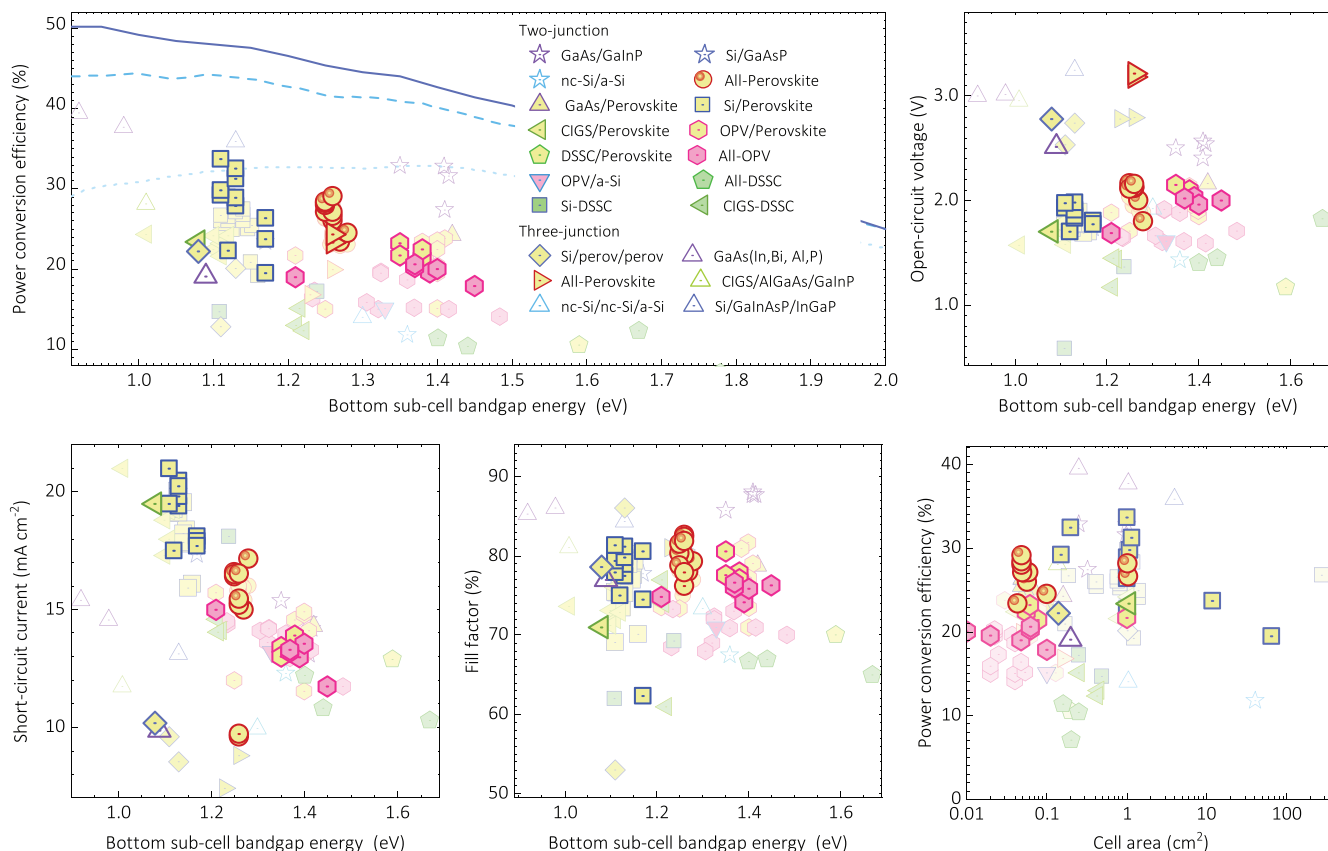 Power conversion efficiency (%)
50
40
30
20
10
1.0
1.1
1.2
1.3
1.4
1.5
1.6
1.7
1.8
1.9
2.0
Bottom sub-cell bandgap energy (eV)
Two-junction
GaAs/GaInP
Si/GaAsP
nc-Si/a-Si
All-Perovskite
GaAs/Perovskite
Si/Perovskite
CIGS/Perovskite
OPV/Perovskite
DSSC/Perovskite
All-OPV
OPV/a-Si
All-DSSC
Si-DSSC
CIGS-DSSC
Three-junction
Si/perov/perov
GaAs(In,Bi, Al,P)
All-Perovskite
CIGS/AlGaAs/GaInP
nc-Si/nc-Si/a-Si
Si/GaInAsP/InGaP
Open-circuit voltage (V)
3.0
2.0
1.0
1.0
1.2
1.4
1.6
Bottom sub-cell bandgap energy (eV)
Short-circuit current (mA cm-2)
20
15
10
1.0
1.2
1.4
1.6
Bottom sub-cell bandgap energy (eV)
Fill factor (%)
90
80
70
60
50
1.0
1.2
1.4
1.6
Bottom sub-cell bandgap energy (eV)
Power conversion efficiency (%)
40
30
20
10
0
0.01
0.1
1
10
100
Cell area (cm2)